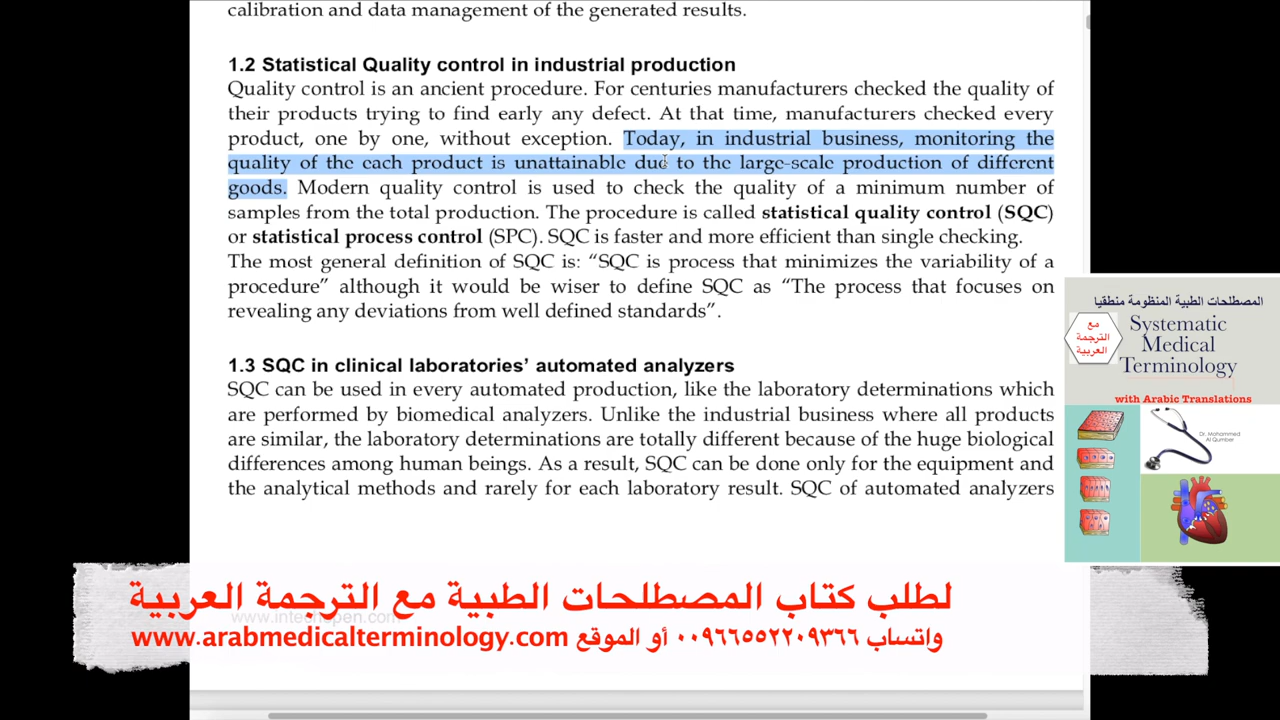 calibration and data management of the generated results.
1.2 Statistical Quality control in industrial production
Quality control is an ancient procedure. For centuries manufacturers checked the quality of
their products trying to find early any defect. At that time, manufacturers checked every
product, one by one, without exception. Today, in industrial business, monitoring the
quality of the each product is unattainable due to the large-scale production of different
goods. Modern quality control is used to check the quality of a minimum number of
samples from the total production. The procedure is called statistical quality control (SQC)
or statistical process control (SPC). SQC is faster and more efficient than single checking.
The most general definition of SQC is: “SQC is process that minimizes the variability of a
procedure” although it would be wiser to define SQC as “The process that focuses on
revealing any deviations from well defined standards”.
1.3 SQC in clinical laboratories’ automated analyzers
SQC can be used in every automated production, like the laboratory determinations which
are performed by biomedical analyzers. Unlike the industrial business where all products
are similar, the laboratory determinations are totally different because of the huge biological
differences among human beings. As a result, SQC can be done only for the equipment and
the analytical methods and rarely for each laboratory result. SQC of automated analyzers
المصطلحات الطبية المنظومة منطقيا
مع
الترجمة
العربية
Systematic
Medical
Terminology
with Arabic Translations
Dr. Mohammed
Al Qumber
لطلب كتاب المصطلحات الطبية مع الترجمة العربية
www.intechopen.com
واتساب ٠٠٩٦٦٥٥٢٢٠٩٣٦٦ أو الموقع www.arabmedicalterminology.com